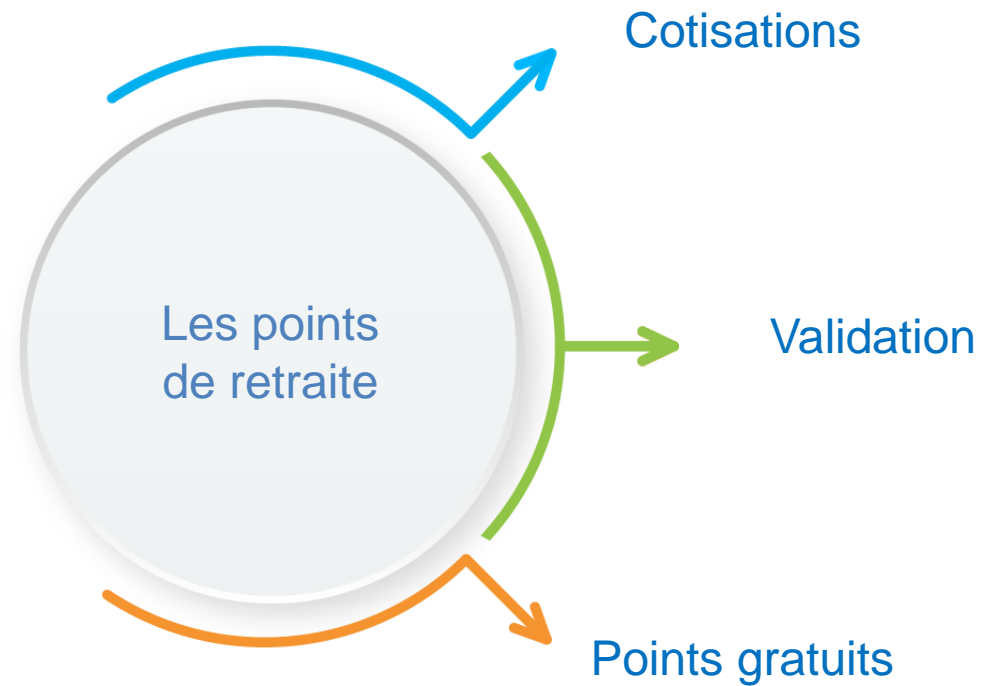 Cotisations
Les points
de retraite
Validation
Points gratuits